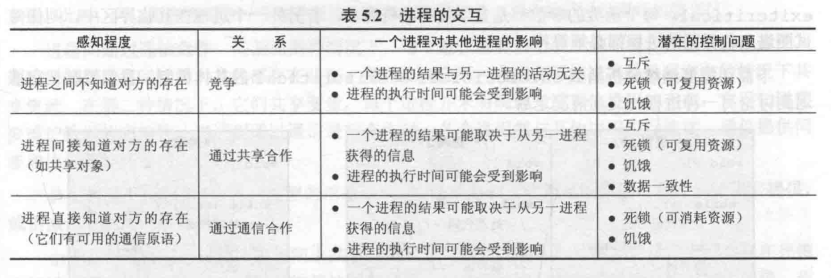 表 5.2 进程的交互
感知程度 关 系 一个进程对其他进程的影响 潜在的控制问题
进程之间不知道对方的存在 竞争
● 一个进程的结果与另一进程的活动无关
● 进程的执行时间可能会受到影响
● 互斥
● 死锁（可复用资源）
● 饥饿
进程间接知道对方的存在
（如共享对象）
通过共享合作
● 一个进程的结果可能取决于从另一进程
获得的信息
● 进程的执行时间可能会受到影响
● 互斥
● 死锁（可复用资源）
● 饥饿
● 数据一致性
进程直接知道对方的存在
（它们有可用的通信原语）
通过通信合作
● 一个进程的结果可能取决于从另一进程
获得的信息
● 进程的执行时间可能会受到影响
● 死锁（可消耗资源）
● 饥饿